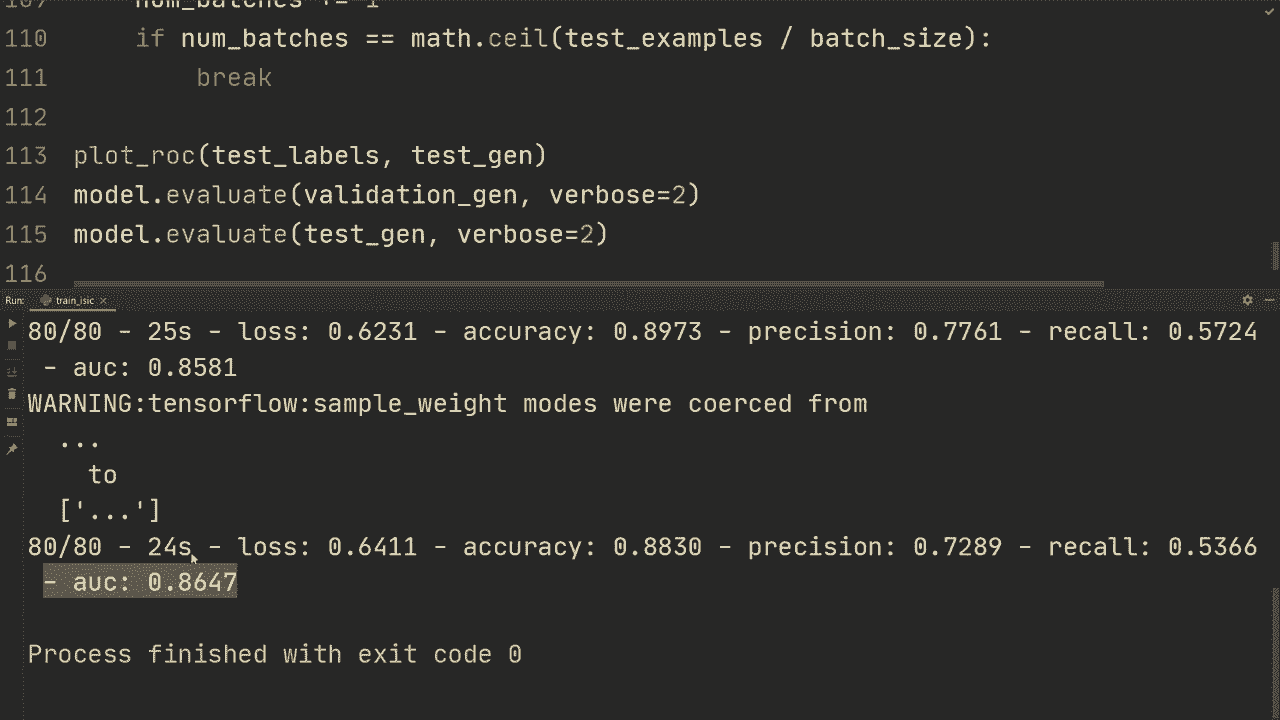 109 num_batches += 1
110 if num_batches == math.ceil(test_examples / batch_size):
111 break
112
113 plot_roc(test_labels, test_gen)
114 model.evaluate(validation_gen, verbose=2)
115 model.evaluate(test_gen, verbose=2)
116
Run: train_isic ×
80/80 - 25s - loss: 0.6231 - accuracy: 0.8973 - precision: 0.7761 - recall: 0.5724
- auc: 0.8581
WARNING:tensorflow:sample_weight modes were coerced from
...
to
['...']
80/80 - 24s - loss: 0.6411 - accuracy: 0.8830 - precision: 0.7289 - recall: 0.5366
- auc: 0.8647
Process finished with exit code 0